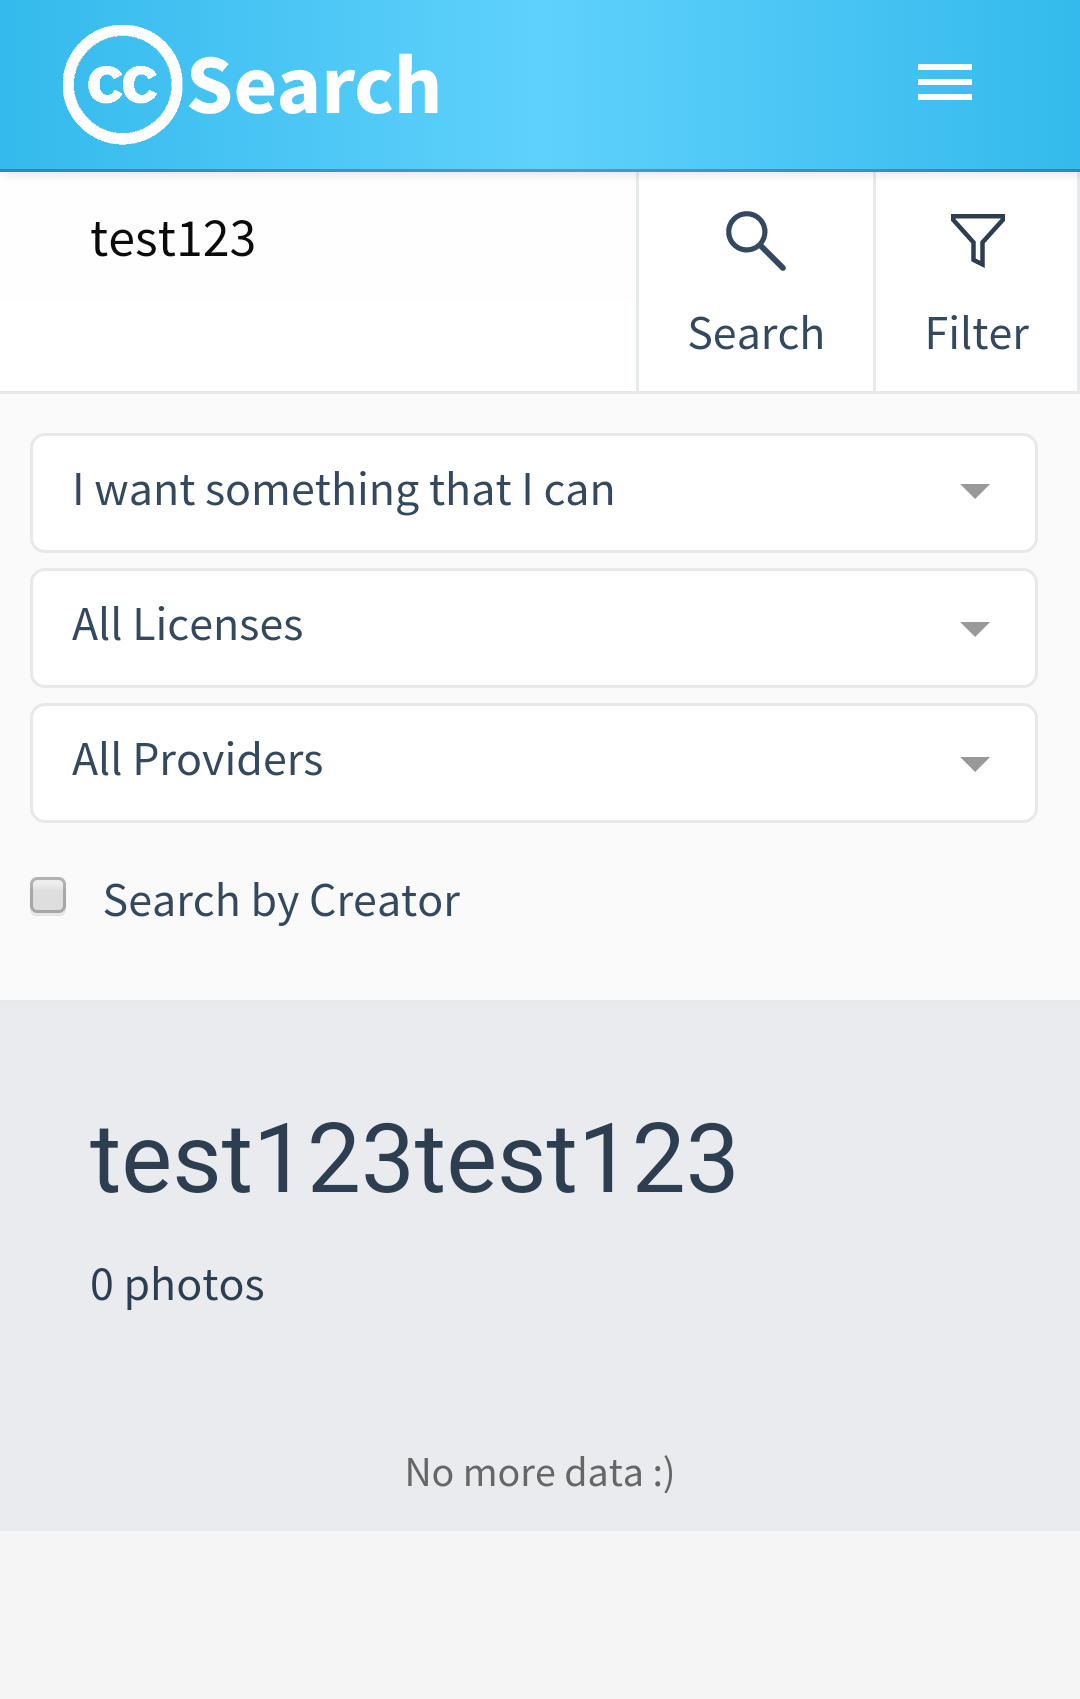 cc Search
test123
Search
Filter
I want something that I can
All Licenses
All Providers
Search by Creator
test123test123
0 photos
No more data :)